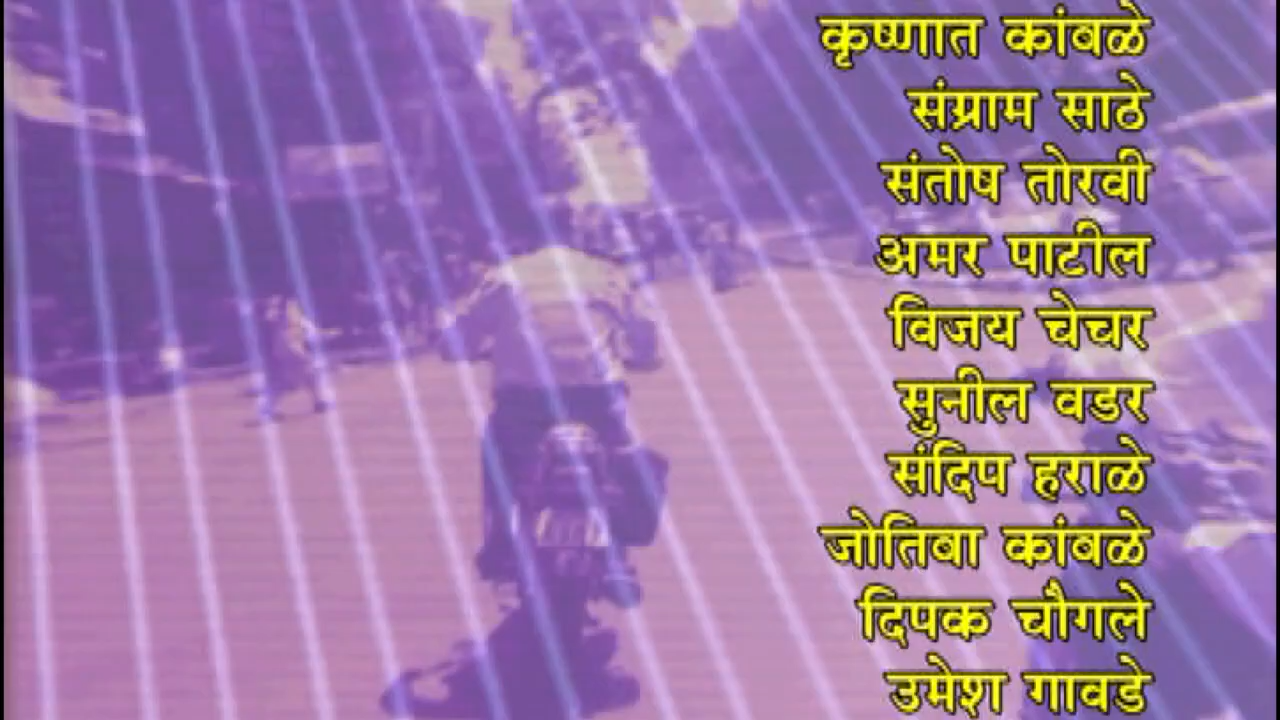 कृष्णात कांबळे
संग्राम साठे
संतोष तोरवी
अमर पाटील
विजय चेचर
सुनील वडर
संदिप हराळे
जोतिबा कांबळे
दिपक चौगले
उमेश गावडे